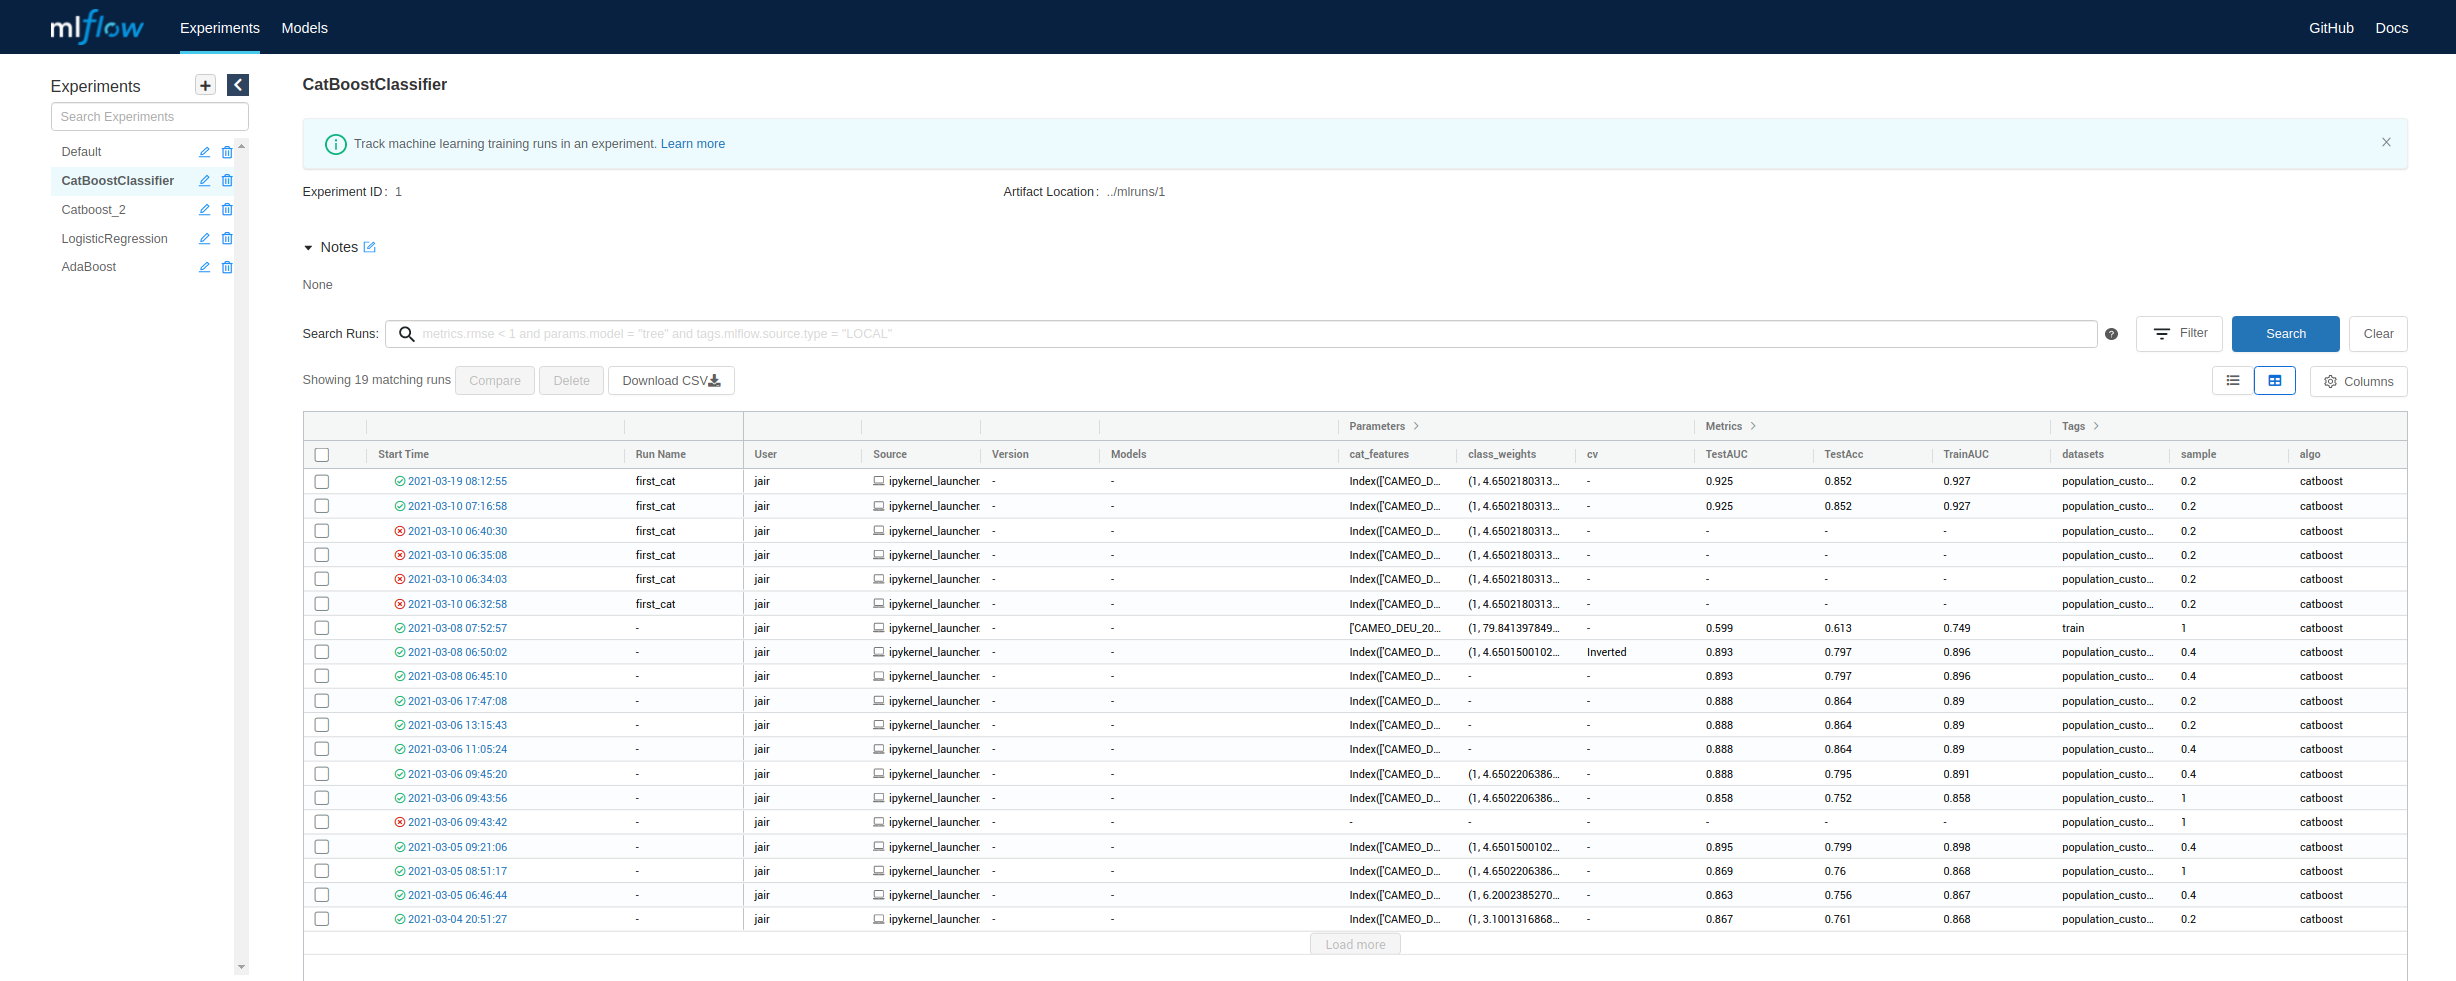 mlflow Experiments Models GitHub Docs
Experiments
Search Experiments
Default
CatBoostClassifier
Catboost_2
LogisticRegression
AdaBoost
CatBoostClassifier
Track machine learning training runs in an experiment. Learn more
Experiment ID: 1 Artifact Location: ../mlruns/1
Notes
None
Search Runs: metrics.rmse < 1 and params.model = "tree" and tags.mlflow.source.type = "LOCAL" ? Filter Search Clear
Showing 19 matching runs Compare Delete Download CSV Columns
Parameters > Metrics > Tags >
Start Time Run Name User Source Version Models cat_features class_weights cv TestAUC TestAcc TrainAUC datasets sample algo
2021-03-19 08:12:55 first_cat jair ipykernel_launcher. - - Index(['CAMEO_D... (1, 4.6502180313... - 0.925 0.852 0.927 population_custo... 0.2 catboost
2021-03-10 07:16:58 first_cat jair ipykernel_launcher. - - Index(['CAMEO_D... (1, 4.6502180313... - 0.925 0.852 0.927 population_custo... 0.2 catboost
2021-03-10 06:40:30 first_cat jair ipykernel_launcher. - - Index(['CAMEO_D... (1, 4.6502180313... - - - - population_custo... 0.2 catboost
2021-03-10 06:35:08 first_cat jair ipykernel_launcher. - - Index(['CAMEO_D... (1, 4.6502180313... - - - - population_custo... 0.2 catboost
2021-03-10 06:34:03 first_cat jair ipykernel_launcher. - - Index(['CAMEO_D... (1, 4.6502180313... - - - - population_custo... 0.2 catboost
2021-03-10 06:32:58 first_cat jair ipykernel_launcher. - - Index(['CAMEO_D... (1, 4.6502180313... - - - - population_custo... 0.2 catboost
2021-03-08 07:52:57 - jair ipykernel_launcher. - - ['CAMEO_DEU_20... (1, 79.841397849... - 0.599 0.613 0.749 train 1 catboost
2021-03-08 06:50:02 - jair ipykernel_launcher. - - Index(['CAMEO_D... (1, 4.6501500102... Inverted 0.893 0.797 0.896 population_custo... 0.4 catboost
2021-03-08 06:45:10 - jair ipykernel_launcher. - - Index(['CAMEO_D... - - 0.893 0.797 0.896 population_custo... 0.4 catboost
2021-03-06 17:47:08 - jair ipykernel_launcher. - - Index(['CAMEO_D... - - 0.888 0.864 0.89 population_custo... 0.2 catboost
2021-03-06 13:15:43 - jair ipykernel_launcher. - - Index(['CAMEO_D... - - 0.888 0.864 0.89 population_custo... 0.2 catboost
2021-03-06 11:05:24 - jair ipykernel_launcher. - - Index(['CAMEO_D... - - 0.888 0.864 0.89 population_custo... 0.4 catboost
2021-03-06 09:45:20 - jair ipykernel_launcher. - - Index(['CAMEO_D... (1, 4.6502206386... - 0.888 0.795 0.891 population_custo... 0.4 catboost
2021-03-06 09:43:56 - jair ipykernel_launcher. - - Index(['CAMEO_D... (1, 4.6502206386... - 0.858 0.752 0.858 population_custo... 1 catboost
2021-03-06 09:43:42 - jair ipykernel_launcher. - - - - - - - - population_custo... 1 catboost
2021-03-05 09:21:06 - jair ipykernel_launcher. - - Index(['CAMEO_D... (1, 4.6501500102... - 0.895 0.799 0.898 population_custo... 0.4 catboost
2021-03-05 08:51:17 - jair ipykernel_launcher. - - Index(['CAMEO_D... (1, 4.6502206386... - 0.869 0.76 0.868 population_custo... 1 catboost
2021-03-05 06:46:44 - jair ipykernel_launcher. - - Index(['CAMEO_D... (1, 6.2002385270... - 0.863 0.756 0.867 population_custo... 0.4 catboost
2021-03-04 20:51:27 - jair ipykernel_launcher. - - Index(['CAMEO_D... (1, 3.1001316868... - 0.867 0.761 0.868 population_custo... 0.2 catboost
Load more